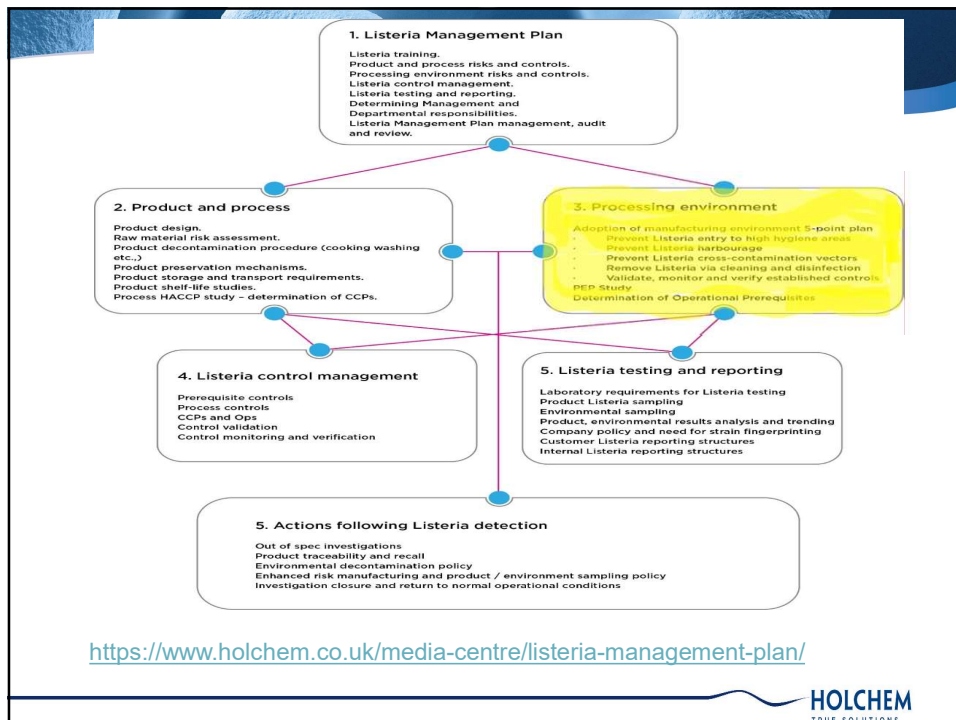 1. Listeria Management Plan
Listeria training.
Product and process risks and controls.
Processing environment risks and controls.
Listeria control management.
Listeria testing and reporting.
Determining Management and
Departmental responsibilities.
Listeria Management Plan management, audit
and review.
2. Product and process
Product design.
Raw material risk assessment.
Product decontamination procedure (cooking washing
etc.,)
Product preservation mechanisms.
Product storage and transport requirements.
Product shelf-life studies.
Process HACCP study – determination of CCPs.
3. Processing environment
Adoption of manufacturing environment 5-point plan
· Prevent Listeria entry to high hygiene areas
· Prevent Listeria harbourage
· Prevent Listeria cross-contamination vectors
· Remove Listeria via cleaning and disinfection
· Validate, monitor and verify established controls.
PEP Study
Determination of Operational Prerequisites
4. Listeria control management
Prerequisite controls
Process controls
CCPs and Ops
Control validation
Control monitoring and verification
5. Listeria testing and reporting
Laboratory requirements for Listeria testing
Product Listeria sampling
Environmental sampling
Product, environmental results analysis and trending
Company policy and need for strain fingerprinting
Customer Listeria reporting structures
Internal Listeria reporting structures
5. Actions following Listeria detection
Out of spec investigations
Product traceability and recall
Environmental decontamination policy
Enhanced risk manufacturing and product / environment sampling policy
Investigation closure and return to normal operational conditions
https://www.holchem.co.uk/media-centre/listeria-management-plan/
HOLCHEM
TRUE SOLUTIONS